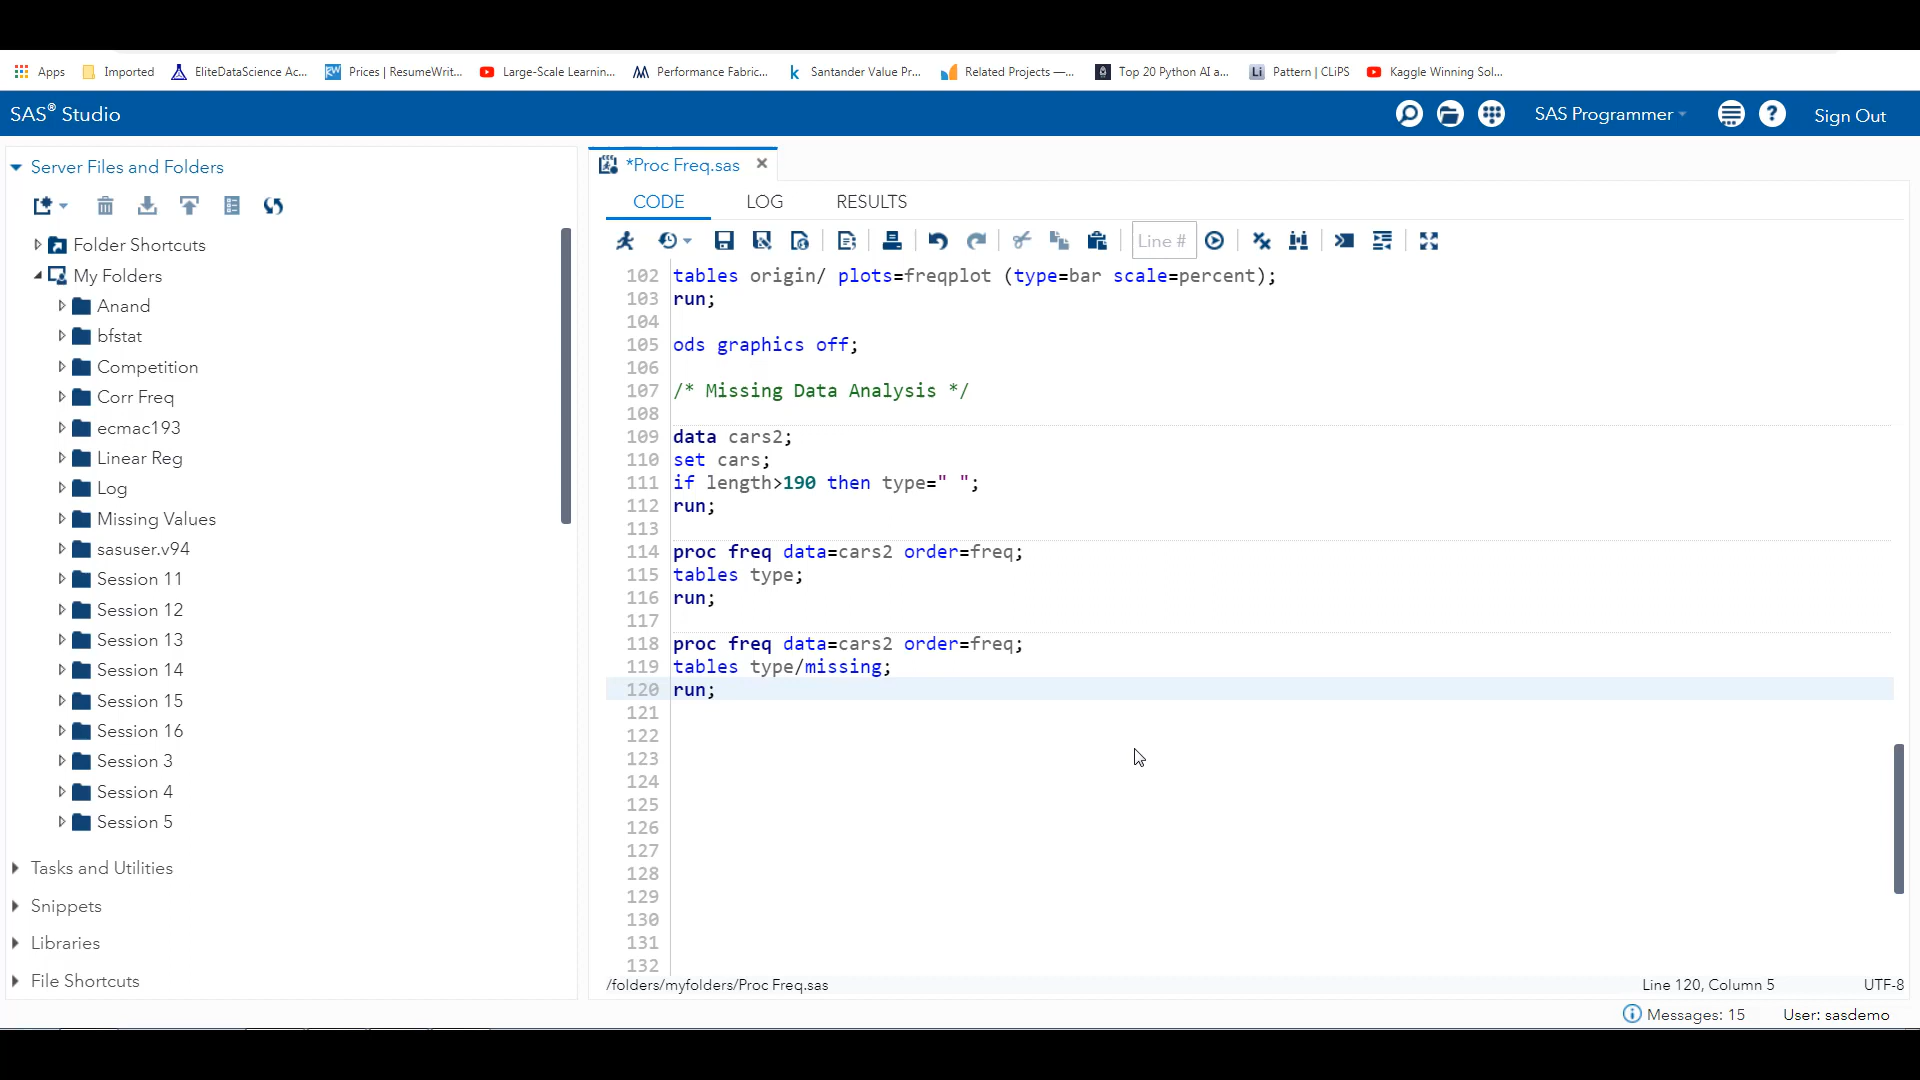 Apps
Imported
EliteDataScience Ac...
Prices | ResumeWrit...
Large-Scale Learnin...
Performance Fabric...
Santander Value Pr...
Related Projects —...
Top 20 Python AI a...
Pattern | CLiPS
Kaggle Winning Sol...
SAS® Studio
SAS Programmer
Sign Out
Server Files and Folders
Folder Shortcuts
My Folders
Anand
bfstat
Competition
Corr Freq
ecmac193
Linear Reg
Log
Missing Values
sasuser.v94
Session 11
Session 12
Session 13
Session 14
Session 15
Session 16
Session 3
Session 4
Session 5
Tasks and Utilities
Snippets
Libraries
File Shortcuts
*Proc Freq.sas
CODE LOG RESULTS
Line #
102 tables origin/ plots=freqplot (type=bar scale=percent);
103 run;
104
105 ods graphics off;
106
107 /* Missing Data Analysis */
108
109 data cars2;
110 set cars;
111 if length>190 then type=" ";
112 run;
113
114 proc freq data=cars2 order=freq;
115 tables type;
116 run;
117
118 proc freq data=cars2 order=freq;
119 tables type/missing;
120 run;
121
122
123
124
125
126
127
128
129
130
131
132
/folders/myfolders/Proc Freq.sas
Line 120, Column 5
UTF-8
Messages: 15
User: sasdemo